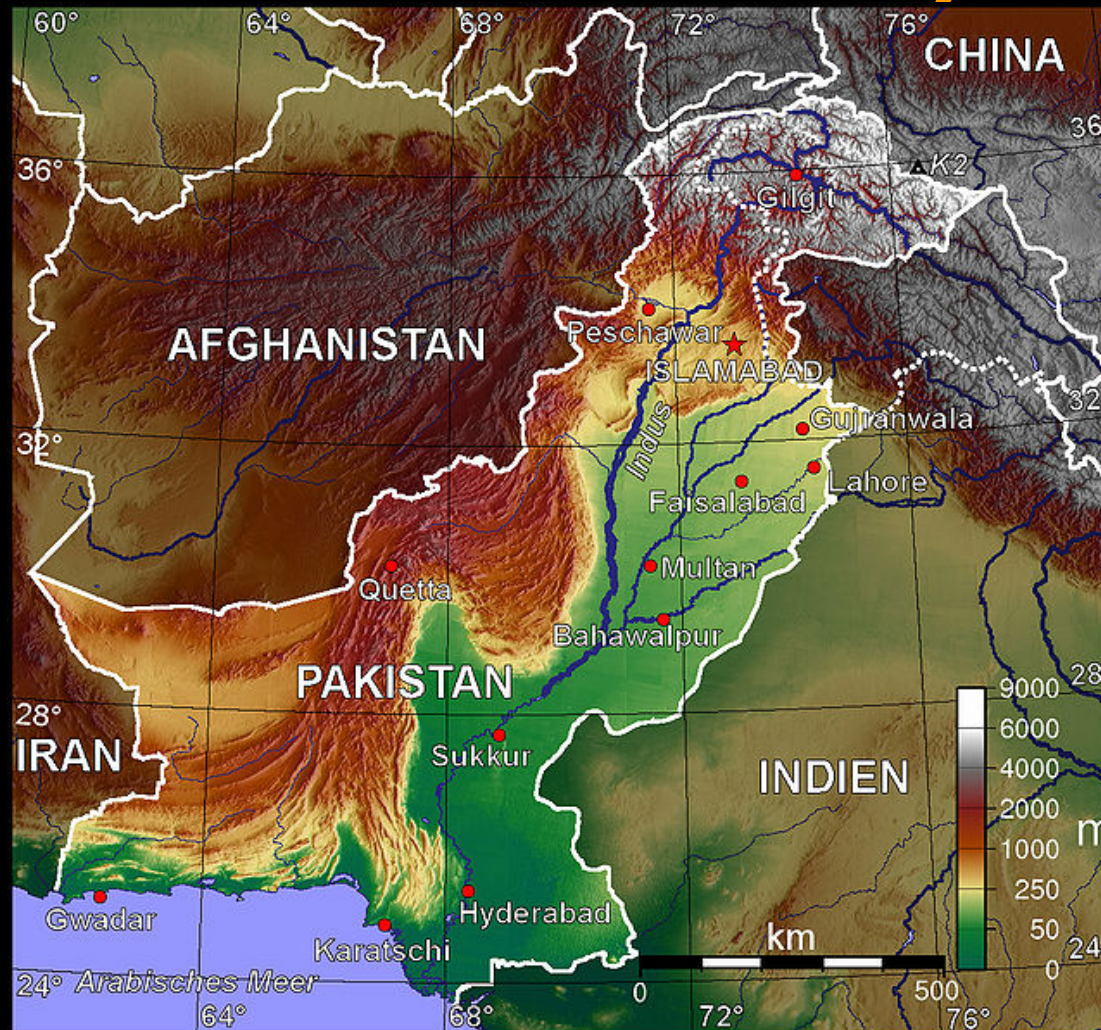 60°
64°
68°
72°
76°
CHINA
36
36°
K2
Gilgit
AFGHANISTAN
Peschawar
ISLAMABAD
Indus
32
32°
Gujranwala
Lahore
Faisalabad
Multan
Quetta
Bahawalpur
PAKISTAN
28
28°
IRAN
Sukkur
INDIEN
9000
6000
4000
2000
1000
m
250
50
0
Gwadar
Hyderabad
Karatschi
km
24
24°
Arabisches Meer
0
500
64°
68°
72°
76°